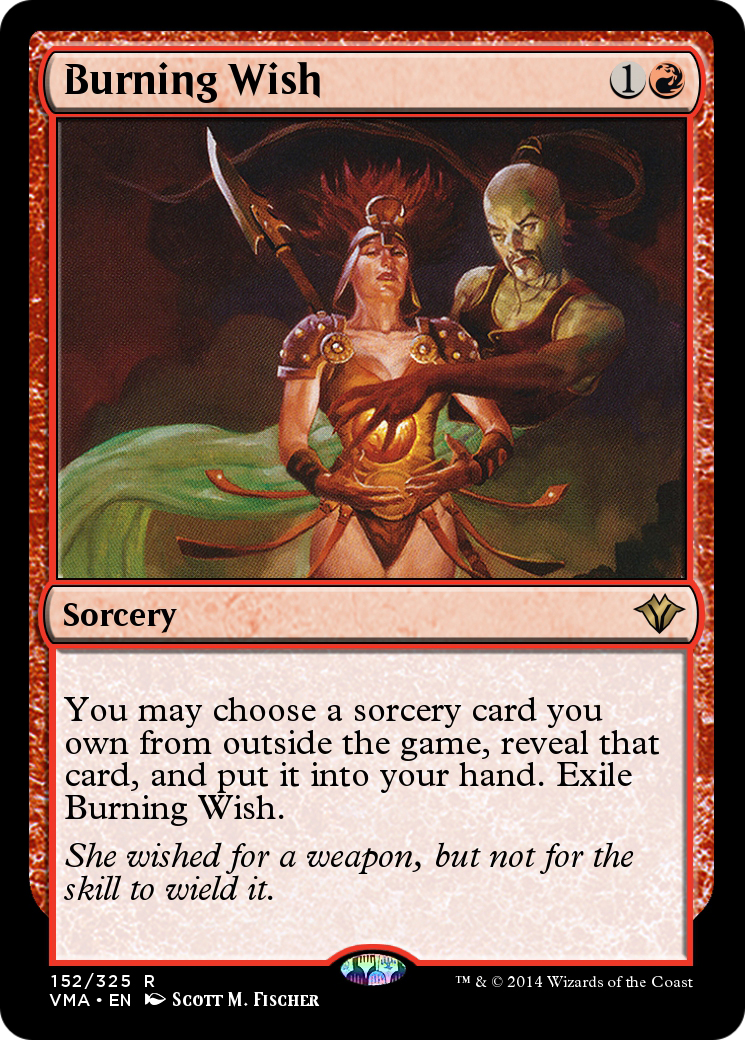 Burning Wish
1
Sorcery
You may choose a sorcery card you
own from outside the game, reveal that
card, and put it into your hand. Exile
Burning Wish.
She wished for a weapon, but not for the
skill to wield it.
152/325 R
™ & © 2014 Wizards of the Coast
VMA • EN Scott M. Fischer